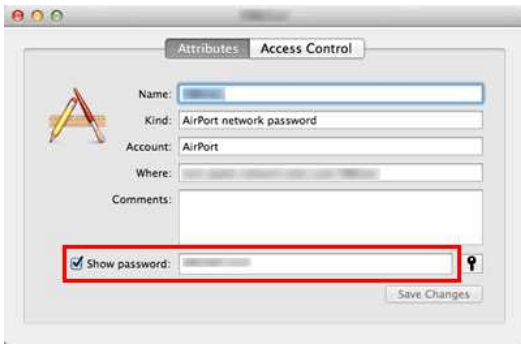 Attributes Access Control
Name:
Kind: AirPort network password
Account: AirPort
Where:
Comments:
Show password:
Save Changes